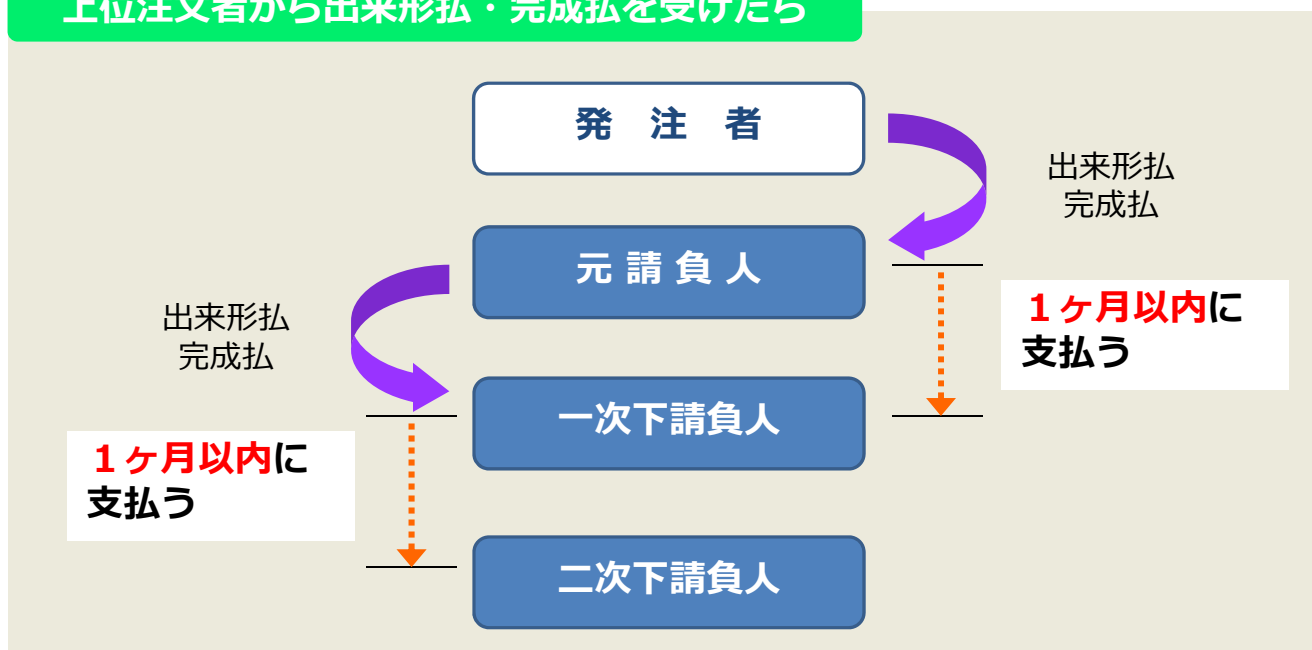 上位注文者から出来形払・完成払を受けたら
発 注 者
出来形払
完成払
元 請 負 人
１ヶ月以内に
支払う
出来形払
完成払
一次下請負人
１ヶ月以内に
支払う
二次下請負人